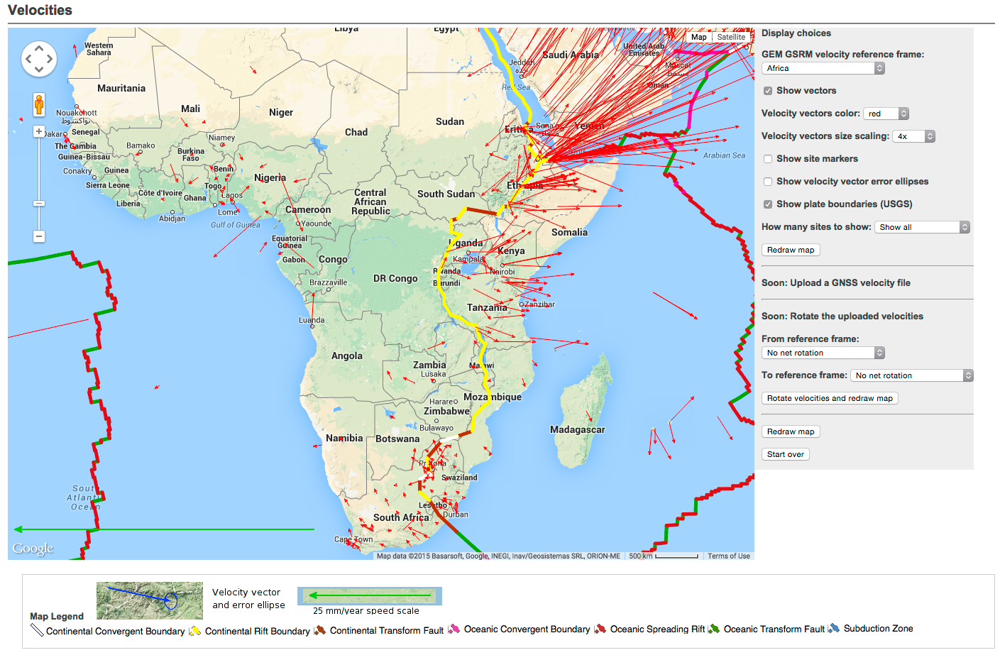 Velocities
Libya
Egypt
Map
Satellite
Western
Sahara
Mauritania
Mali
Niger
Chad
Sudan
Saudi Arabia
United Arab
Emirates
Muscat
Oman
Jeddah
جدة
Red Sea
Nouakchott
نواكشوط
Dakar
Senegal
The Gambia
Guinea-Bissau
Bamako
Niamey
Burkina
Faso
Benin
Togo
Nigeria
Eritrea
Sana'a
Yemen
Arabian Sea
Conakry
Guinea
Sierra Leone
Liberia
Côte d'Ivoire
Ghana
Lagos
Lome
Abidjan
Gulf of Guinea
Central
African
Republic
South Sudan
Ethiopia
Somalia
Cameroon
Yaounde
Equatorial
Guinea
Gabon
Congo
Uganda
Kampala
Kenya
Nairobi
Rwanda
Burundi
DR Congo
Brazzaville
Tanzania
Zanzibar
Luanda
Angola
Zambia
Lusaka
Malawi
Mozambique
Harare
Zimbabwe
Bulawayo
Madagascar
Namibia
Botswana
Pretoria
Swaziland
Lesotho
Durban
South Africa
Cape Town
South
Atlantic
Ocean
Google
Map data ©2015 Basarsoft, Google, INEGI, Inav/Geosistemas SRL, ORION-ME
500 km
Terms of Use
Display choices
GEM GSRM velocity reference frame:
Africa
Show vectors
Velocity vectors color: red
Velocity vectors size scaling: 4x
Show site markers
Show velocity vector error ellipses
Show plate boundaries (USGS)
How many sites to show: Show all
Redraw map
Soon: Upload a GNSS velocity file
Soon: Rotate the uploaded velocities
From reference frame:
No net rotation
To reference frame: No net rotation
Rotate velocities and redraw map
Redraw map
Start over
Map Legend
Velocity vector
and error ellipse
25 mm/year speed scale
Continental Convergent Boundary
Continental Rift Boundary
Continental Transform Fault
Oceanic Convergent Boundary
Oceanic Spreading Rift
Oceanic Transform Fault
Subduction Zone